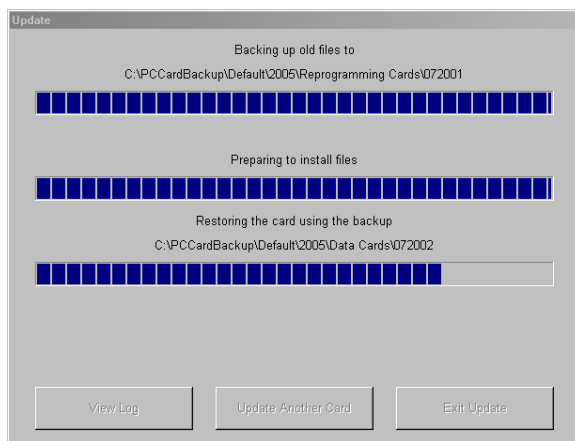 Update
Backing up old files to
C:\PCCardBackup\Default\2005\Reprogramming Cards\072001
Preparing to install files
Restoring the card using the backup
C:\PCCardBackup\Default\2005\Data Cards\072002
View Log
Update Another Card
Exit Update